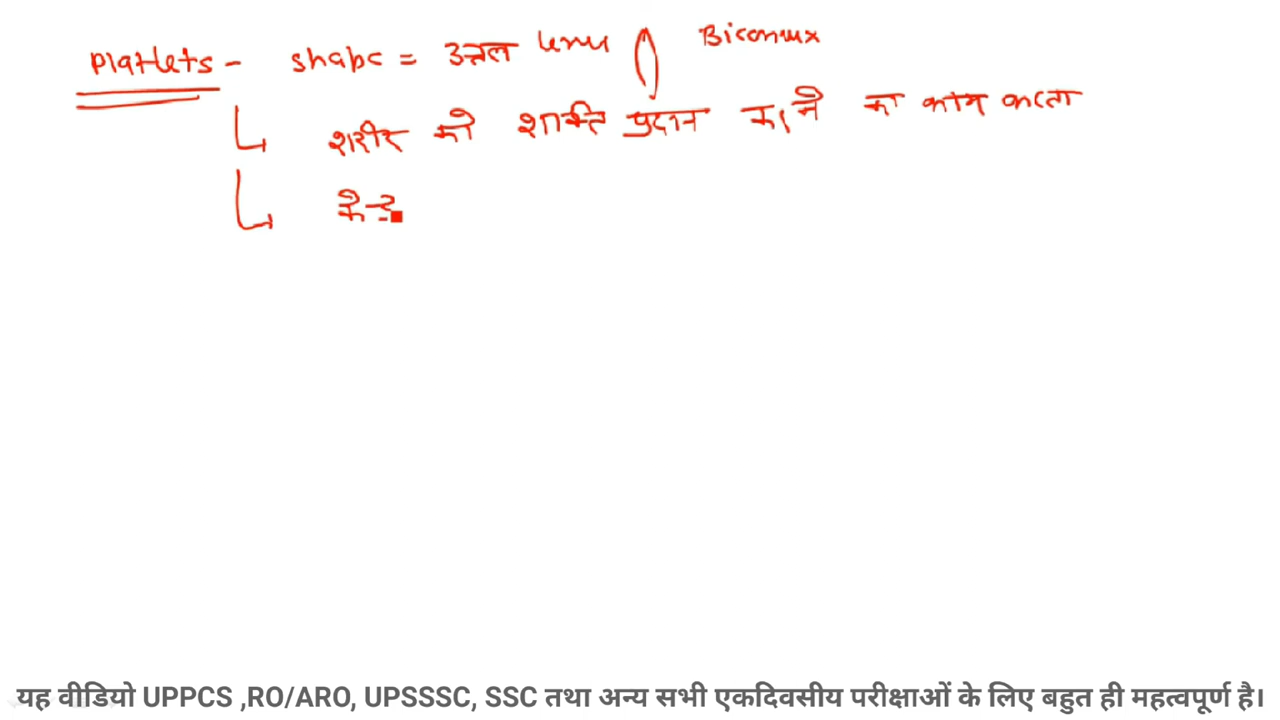 Platlets - shape = उत्तल lens Biconvex
शरीर को शक्ति प्रदान करने का काम करता
केन्द्र
यह वीडियो UPPCS ,RO/ARO, UPSSSC, SSC तथा अन्य सभी एकदिवसीय परीक्षाओं के लिए बहुत ही महत्वपूर्ण है।